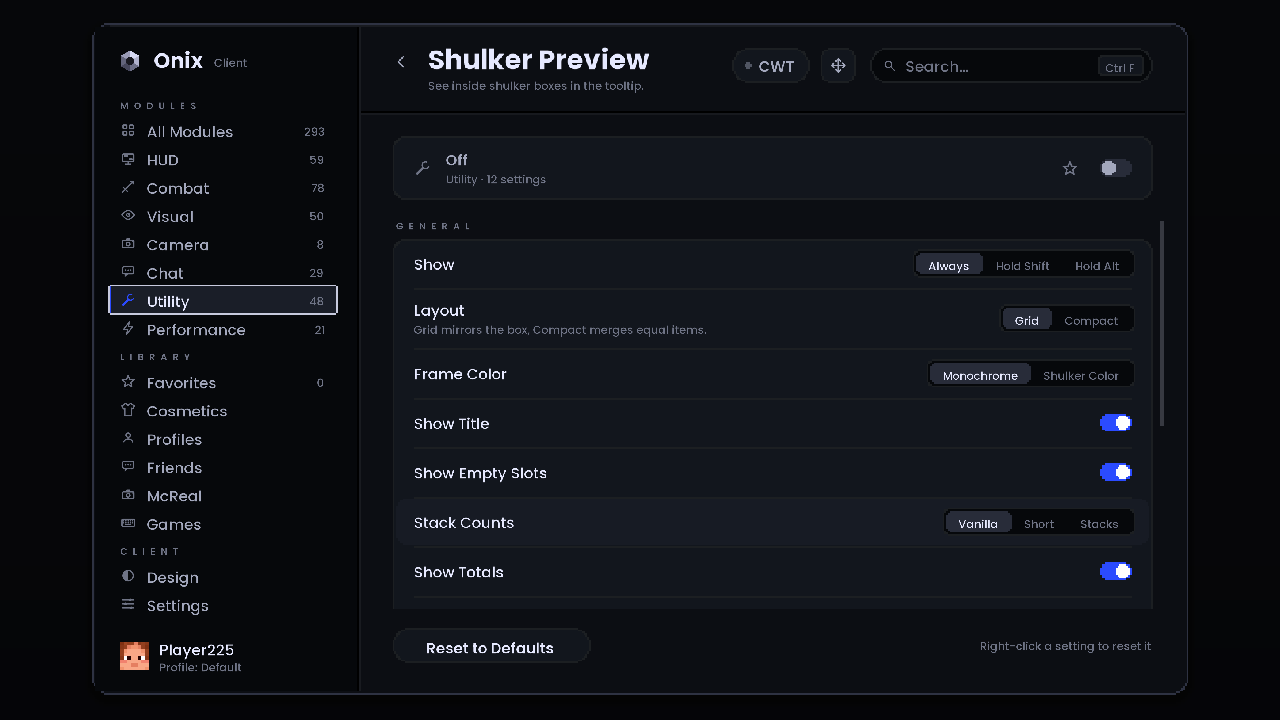 Onix Client
MODULES
All Modules 293
HUD 59
Combat 78
Visual 50
Camera 8
Chat 29
Utility 48
Performance 21
LIBRARY
Favorites 0
Cosmetics
Profiles
Friends
McReal
Games
CLIENT
Design
Settings
Player225
Profile: Default
Shulker Preview
See inside shulker boxes in the tooltip.
CWT
Search... Ctrl F
Off
Utility · 12 settings
GENERAL
Show Always Hold Shift Hold Alt
Layout
Grid mirrors the box, Compact merges equal items.
Grid Compact
Frame Color Monochrome Shulker Color
Show Title
Show Empty Slots
Stack Counts Vanilla Short Stacks
Show Totals
Reset to Defaults
Right-click a setting to reset it